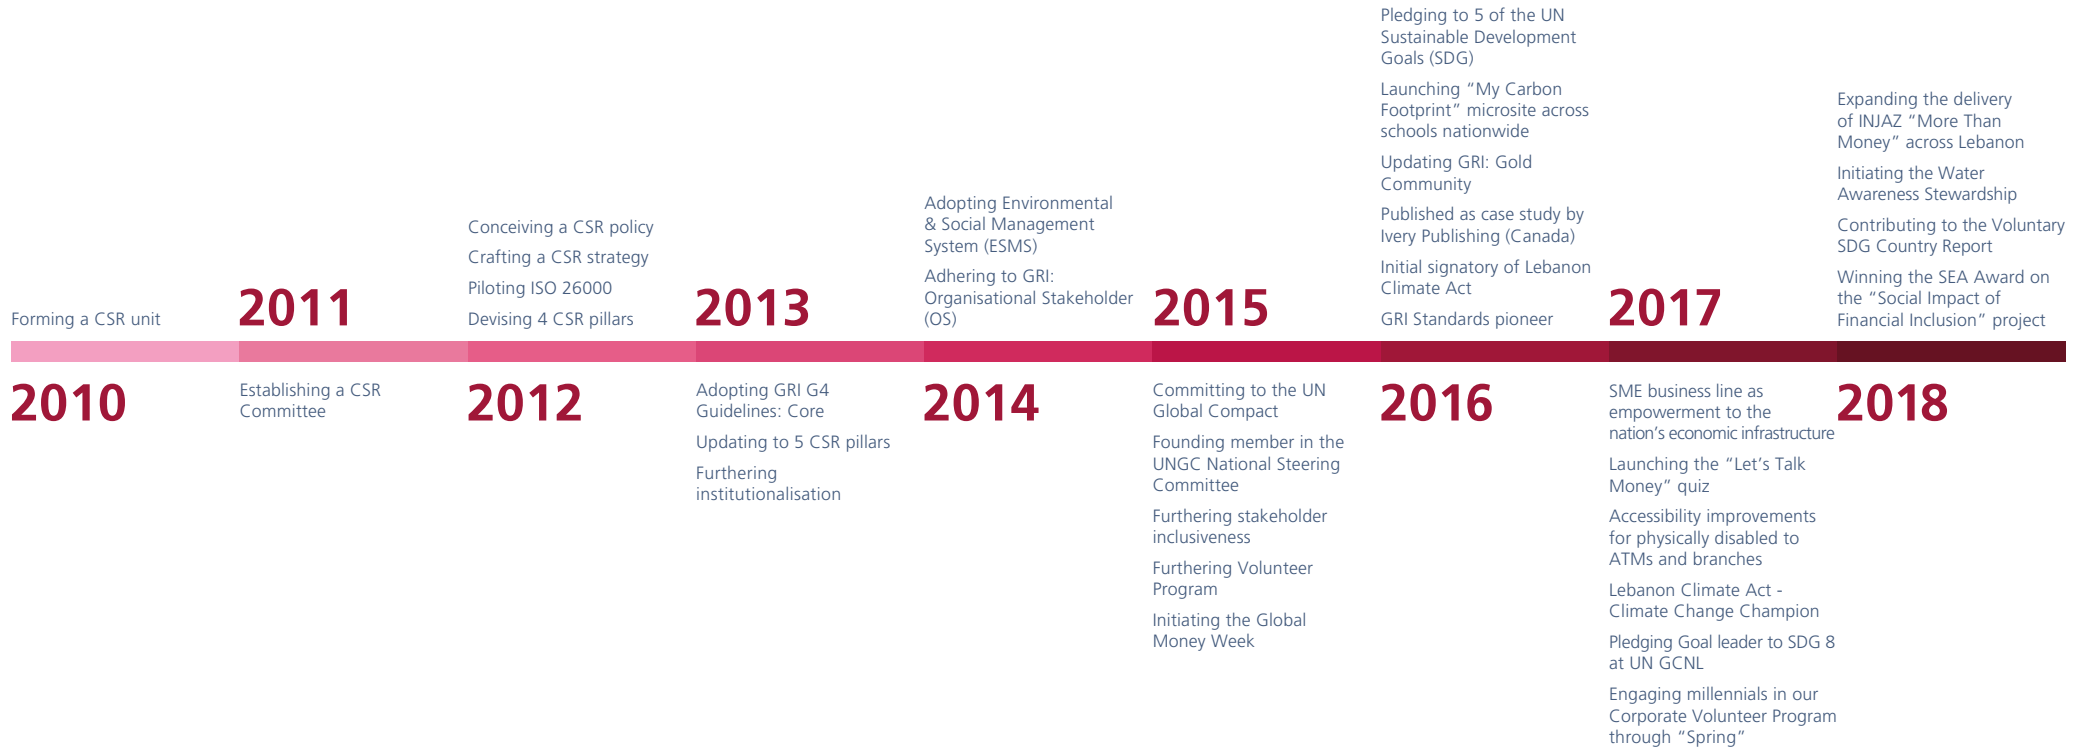 Forming a CSR unit
2010
2011
Establishing a CSR
Committee
Conceiving a CSR policy
Crafting a CSR strategy
Piloting ISO 26000
Devising 4 CSR pillars
2012
2013
Adopting GRI G4
Guidelines: Core
Updating to 5 CSR pillars
Furthering
institutionalisation
Adopting Environmental
& Social Management
System (ESMS)
Adhering to GRI:
Organisational Stakeholder
(OS)
2014
2015
Committing to the UN
Global Compact
Founding member in the
UNGC National Steering
Committee
Furthering stakeholder
inclusiveness
Furthering Volunteer
Program
Initiating the Global
Money Week
Pledging to 5 of the UN
Sustainable Development
Goals (SDG)
Launching “My Carbon
Footprint” microsite across
schools nationwide
Updating GRI: Gold
Community
Published as case study by
Ivery Publishing (Canada)
Initial signatory of Lebanon
Climate Act
GRI Standards pioneer
2016
2017
SME business line as
empowerment to the
nation’s economic infrastructure
Launching the “Let’s Talk
Money” quiz
Accessibility improvements
for physically disabled to
ATMs and branches
Lebanon Climate Act -
Climate Change Champion
Pledging Goal leader to SDG 8
at UN GCNL
Engaging millennials in our
Corporate Volunteer Program
through “Spring”
Expanding the delivery
of INJAZ “More Than
Money” across Lebanon
Initiating the Water
Awareness Stewardship
Contributing to the Voluntary
SDG Country Report
Winning the SEA Award on
the “Social Impact of
Financial Inclusion” project
2018